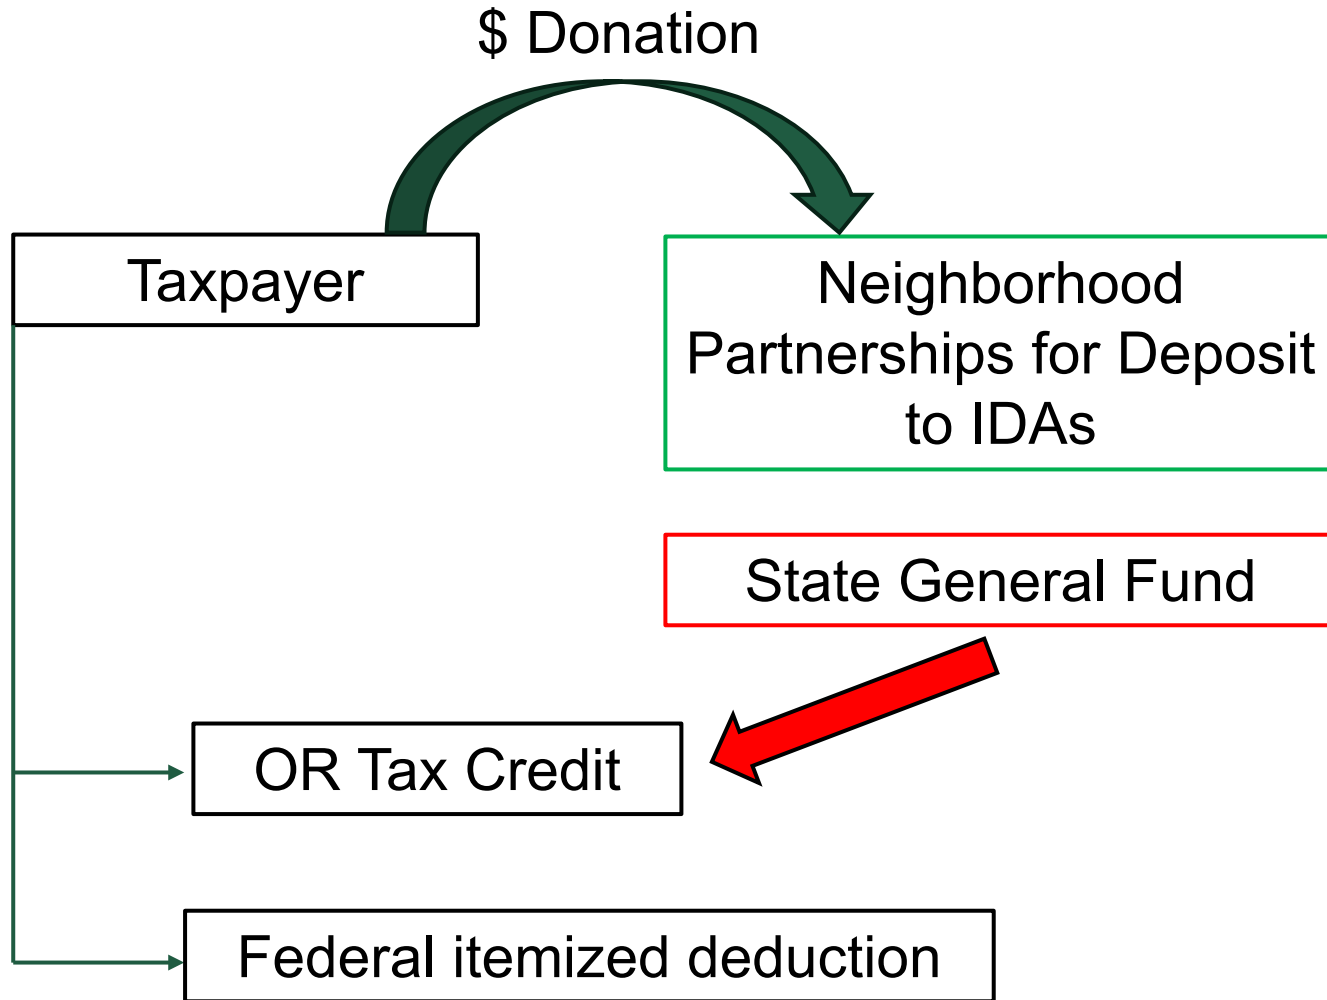 $ Donation
Taxpayer
Neighborhood
Partnerships for Deposit
to IDAs
State General Fund
OR Tax Credit
Federal itemized deduction